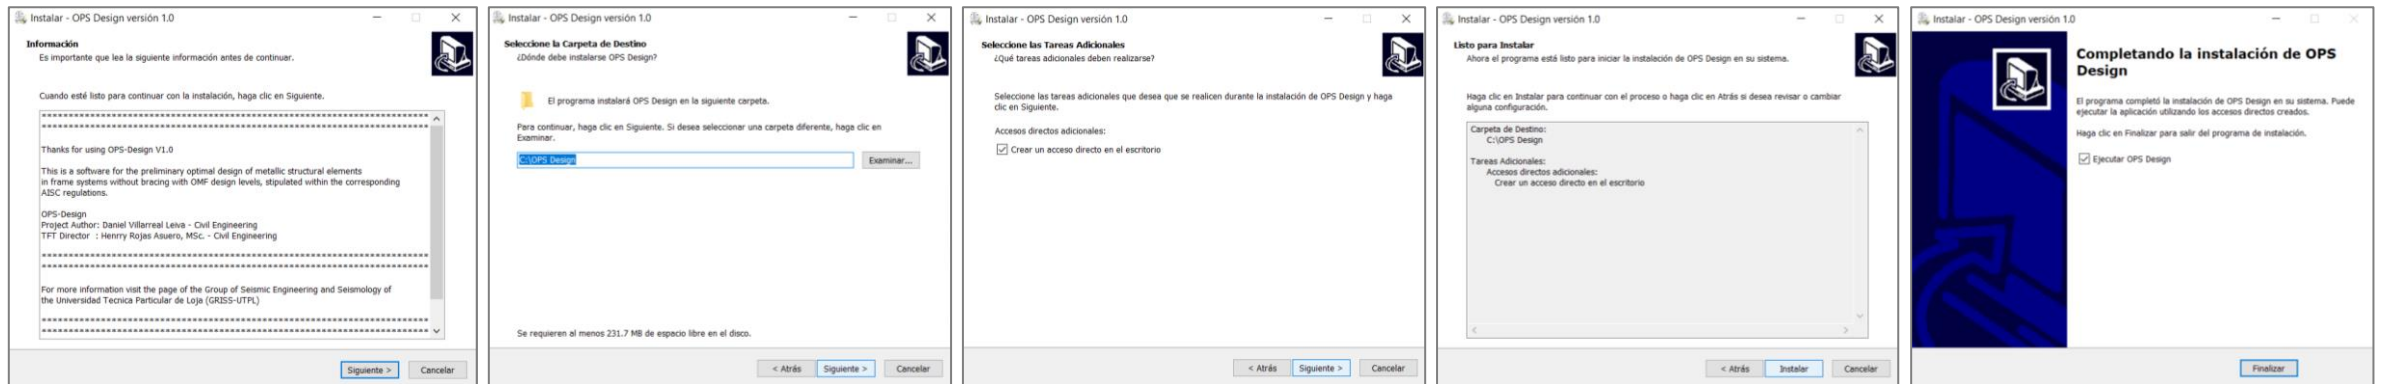 Instalar - OPS Design versión 1.0
Información
Es importante que lea la siguiente información antes de continuar.
Cuando esté listo para continuar con la instalación, haga clic en Siguiente.
Thanks for using OPS-Design V1.0
This is a software for the preliminary optimal design of metallic structural elements
in frame systems without bracing with OMF design levels, stipulated within the corresponding
AISC regulations.
OPS-Design
Project Author: Daniel Villarreal Leiva - Civil Engineering
TFT Director : Henrry Rojas Asuero, MSc. - Civil Engineering
For more information visit the page of the Group of Seismic Engineering and Seismology of
the Universidad Tecnica Particular de Loja (GRISS-UTPL)
Siguiente > Cancelar
Instalar - OPS Design versión 1.0
Seleccione la Carpeta de Destino
¿Dónde debe instalarse OPS Design?
El programa instalará OPS Design en la siguiente carpeta.
Para continuar, haga clic en Siguiente. Si desea seleccionar una carpeta diferente, haga clic en
Examinar.
C:\OPS Design Examinar...
Se requieren al menos 231.7 MB de espacio libre en el disco.
< Atrás Siguiente > Cancelar
Instalar - OPS Design versión 1.0
Seleccione las Tareas Adicionales
¿Qué tareas adicionales deben realizarse?
Seleccione las tareas adicionales que desea que se realicen durante la instalación de OPS Design y haga
clic en Siguiente.
Accesos directos adicionales:
Crear un acceso directo en el escritorio
< Atrás Siguiente > Cancelar
Instalar - OPS Design versión 1.0
Listo para Instalar
Ahora el programa está listo para iniciar la instalación de OPS Design en su sistema.
Haga clic en Instalar para continuar con el proceso o haga clic en Atrás si desea revisar o cambiar
alguna configuración.
Carpeta de Destino:
C:\OPS Design
Tareas Adicionales:
Accesos directos adicionales:
Crear un acceso directo en el escritorio
< Atrás Instalar Cancelar
Instalar - OPS Design versión 1.0
Completando la instalación de OPS
Design
El programa completó la instalación de OPS Design en su sistema. Puede
ejecutar la aplicación utilizando los accesos directos creados.
Haga clic en Finalizar para salir del programa de instalación.
Ejecutar OPS Design
Finalizar